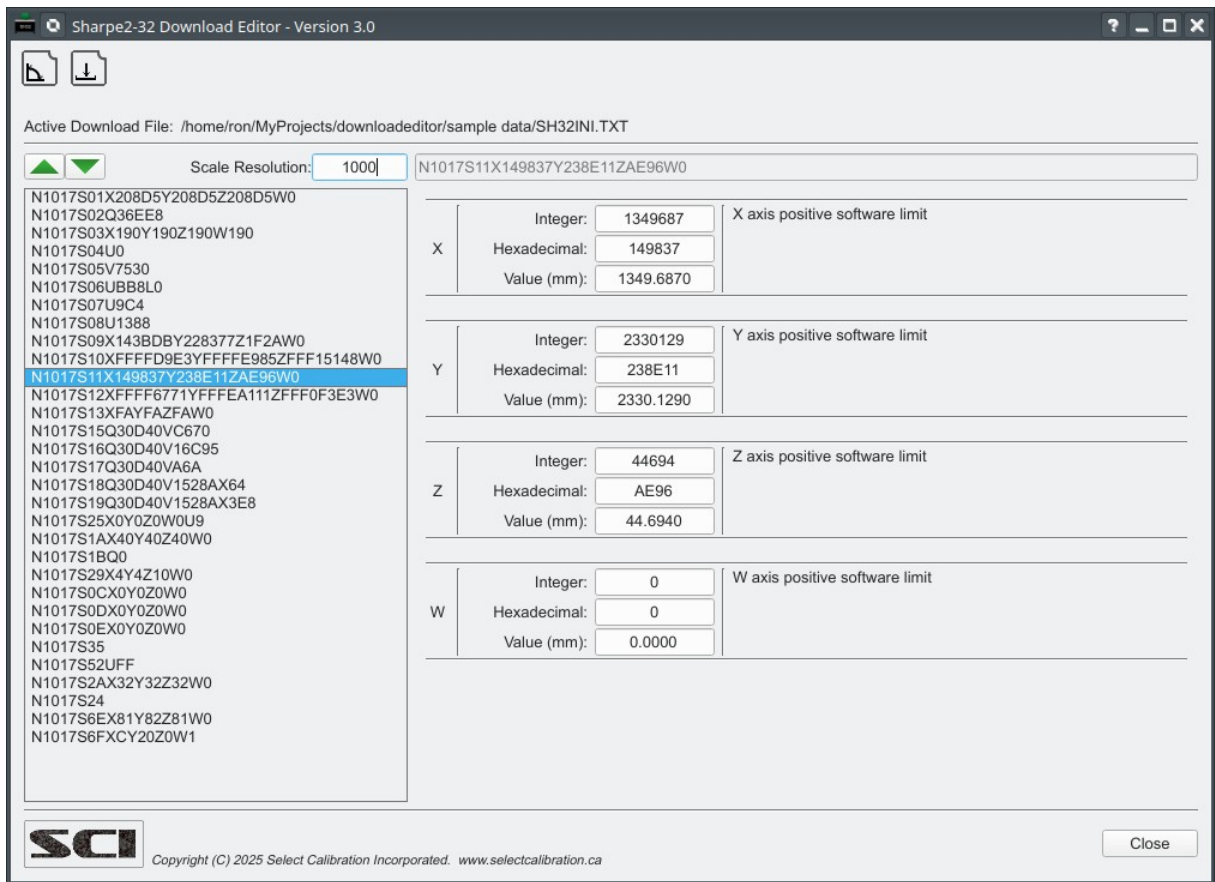 Sharpe2-32 Download Editor - Version 3.0
Active Download File: /home/ron/MyProjects/downloadeditor/sample data/SH32INI.TXT
Scale Resolution: 1000 N1017S11X149837Y238E11ZAE96W0
N1017S01X208D5Y208D5Z208D5W0
N1017S02Q36EE8
N1017S03X190Y190Z190W190
N1017S04U0
N1017S05V7530
N1017S06UBB8L0
N1017S07U9C4
N1017S08U1388
N1017S09X143BDBY228377Z1F2AW0
N1017S10XFFFFD9E3YFFFFE985ZFFF15148W0
N1017S11X149837Y238E11ZAE96W0
N1017S12XFFFF6771YFFFEA111ZFFF0F3E3W0
N1017S13XFAYFAZFAW0
N1017S15Q30D40VC670
N1017S16Q30D40V16C95
N1017S17Q30D40VA6A
N1017S18Q30D40V1528AX64
N1017S19Q30D40V1528AX3E8
N1017S25X0Y0Z0W0U9
N1017S1AX40Y40Z40W0
N1017S1BQ0
N1017S29X4Y4Z10W0
N1017S0CX0Y0Z0W0
N1017S0DX0Y0Z0W0
N1017S0EX0Y0Z0W0
N1017S35
N1017S52UFF
N1017S2AX32Y32Z32W0
N1017S24
N1017S6EX81Y82Z81W0
N1017S6FXCY20Z0W1
X
Integer: 1349687 X axis positive software limit
Hexadecimal: 149837
Value (mm): 1349.6870
Y
Integer: 2330129 Y axis positive software limit
Hexadecimal: 238E11
Value (mm): 2330.1290
Z
Integer: 44694 Z axis positive software limit
Hexadecimal: AE96
Value (mm): 44.6940
W
Integer: 0 W axis positive software limit
Hexadecimal: 0
Value (mm): 0.0000
SCI
Copyright (C) 2025 Select Calibration Incorporated. www.selectcalibration.ca
Close